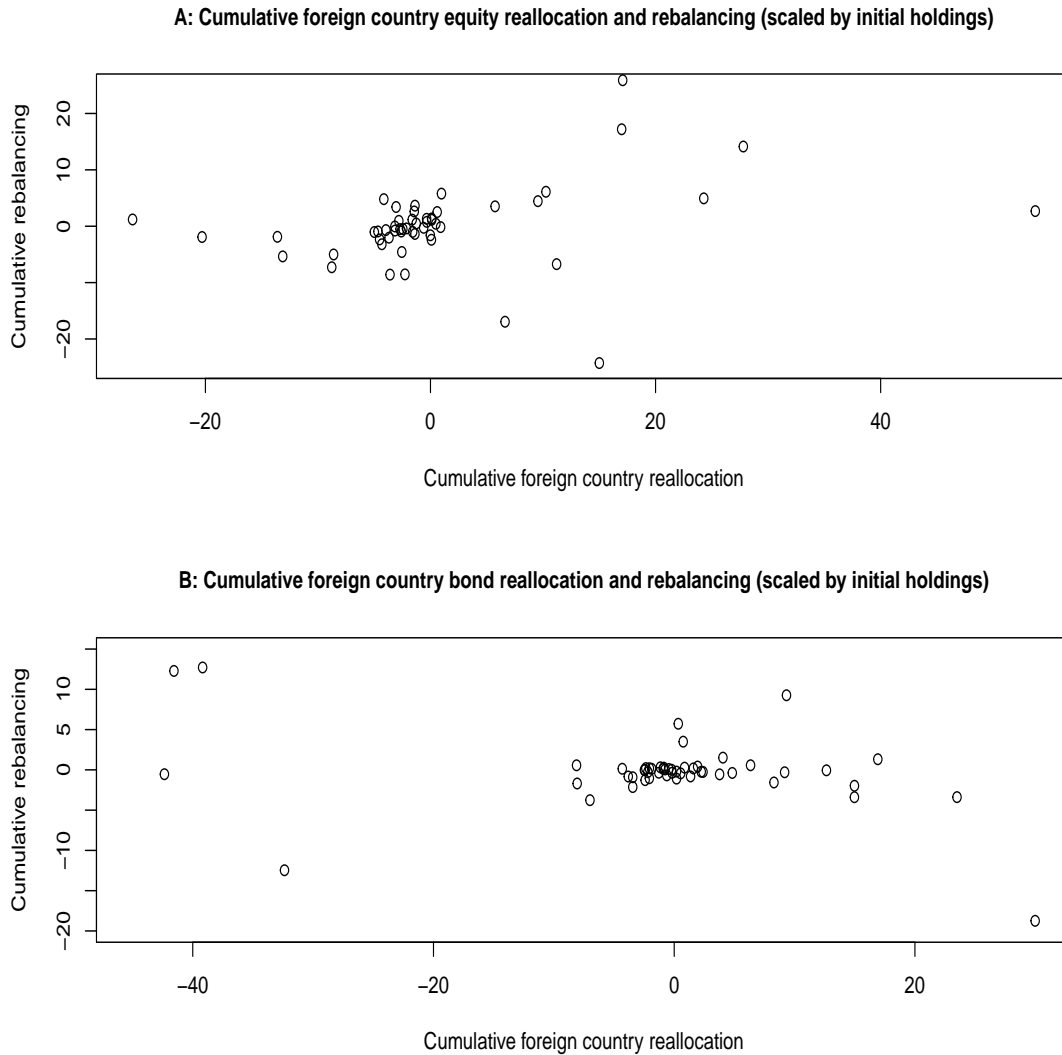 A: Cumulative foreign country equity reallocation and rebalancing (scaled by initial holdings)
Cumulative rebalancing
20
10
0
−20
−20
0
20
40
Cumulative foreign country reallocation
B: Cumulative foreign country bond reallocation and rebalancing (scaled by initial holdings)
Cumulative rebalancing
10
5
0
−10
−20
−40
−20
0
20
Cumulative foreign country reallocation